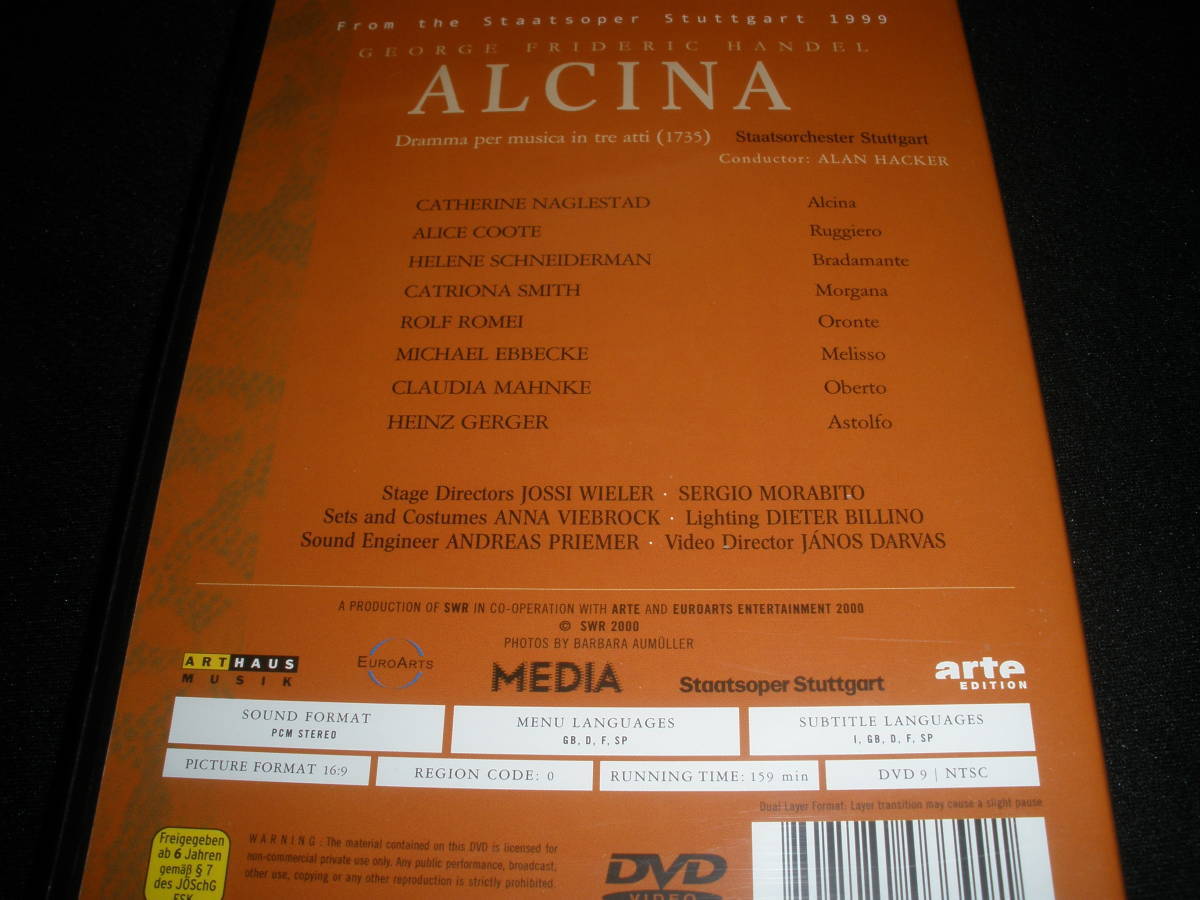 From the Staatsoper Stuttgart 1999
GEORGE FRIDERIC HANDEL
ALCINA
Dramma per musica in tre atti (1735) Staatsorchester Stuttgart
Conductor: ALAN HACKER
CATHERINE NAGLESTAD Alcina
ALICE COOTE Ruggiero
HELENE SCHNEIDERMAN Bradamante
CATRIONA SMITH Morgana
ROLF ROMEI Oronte
MICHAEL EBBECKE Melisso
CLAUDIA MAHNKE Oberto
HEINZ GERGER Astolfo
Stage Directors JOSSI WIELER · SERGIO MORABITO
Sets and Costumes ANNA VIEBROCK · Lighting DIETER BILLINO
Sound Engineer ANDREAS PRIEMER · Video Director JÁNOS DARVAS
A PRODUCTION OF SWR IN CO-OPERATION WITH ARTE AND EUROARTS ENTERTAINMENT 2000
© SWR 2000
PHOTOS BY BARBARA AUMÜLLER
ARTHAUS
MUSIK
EUROARTS
MEDIA
Staatsoper Stuttgart
arte
EDITION
SOUND FORMAT
PCM STEREO
MENU LANGUAGES
GB, D, F, SP
SUBTITLE LANGUAGES
I, GB, D, F, SP
PICTURE FORMAT 16:9
REGION CODE: 0
RUNNING TIME: 159 min
DVD 9 | NTSC
Dual Layer Format: Layer transition may cause a slight pause
Freigegeben
ab 6 Jahren
gemäß § 7
des JÖSchG
FSK
WARNING: The material contained on this DVD is licensed for
non-commercial private use only. Any public performance, broadcast,
other use, copying or any other reproduction is strictly prohibited.
DVD
VIDEO